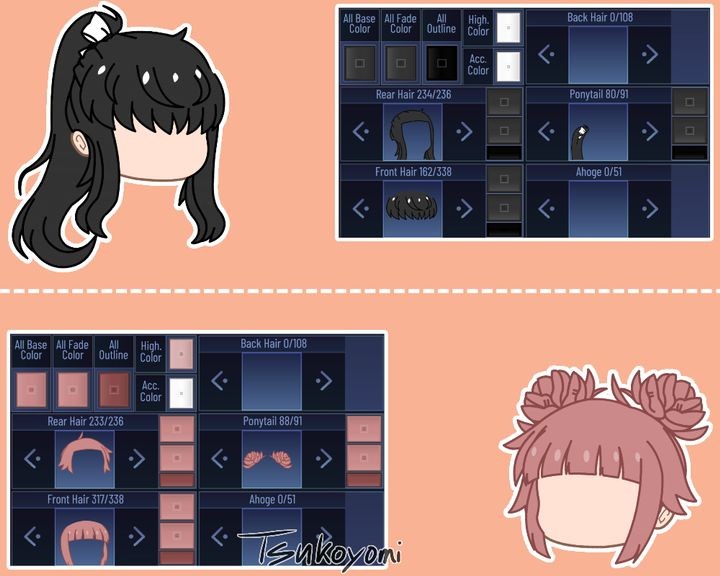 All Base Color
All Fade Color
All Outline
High. Color
Acc. Color
Back Hair 0/108
Rear Hair 234/236
Ponytail 80/91
Front Hair 162/338
Ahoge 0/51
All Base Color
All Fade Color
All Outline
High. Color
Acc. Color
Back Hair 0/108
Rear Hair 233/236
Ponytail 88/91
Front Hair 317/338
Ahoge 0/51
Tsukoyomi